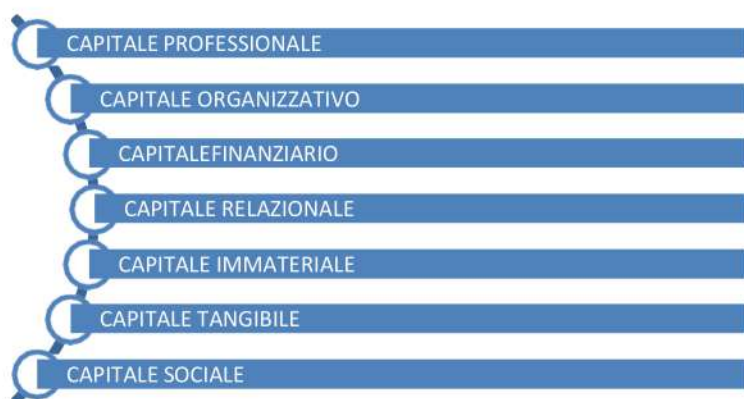 CAPITALE PROFESSIONALE
CAPITALE ORGANIZZATIVO
CAPITALEFINANZIARIO
CAPITALE RELAZIONALE
CAPITALE IMMATERIALE
CAPITALE TANGIBILE
CAPITALE SOCIALE